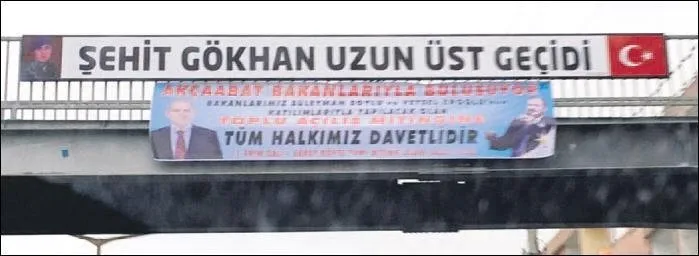 ŞEHİT GÖKHAN UZUN ÜST GEÇİDİ
AKÇAABAT BAKANLARIYLA BULUŞUYOR
BAKANLARIMIZ SÜLEYMAN SOYLU ve VEYSEL EROĞLU'nun
KATILIMLARIYLA YAPILACAK OLAN
TOPLU AÇILIŞ MİTİNGİNE
TÜM HALKIMIZ DAVETLİDİR